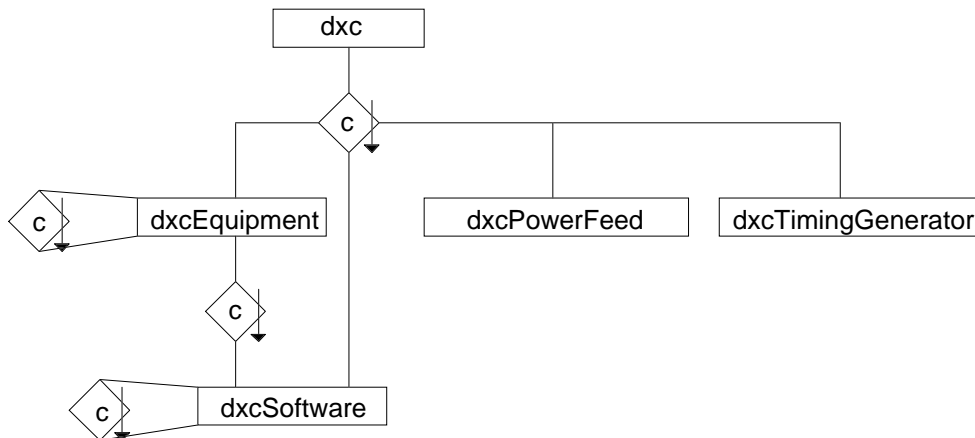 dxc
c
c
dxcEquipment
dxcPowerFeed
dxcTimingGenerator
c
c
dxcSoftware